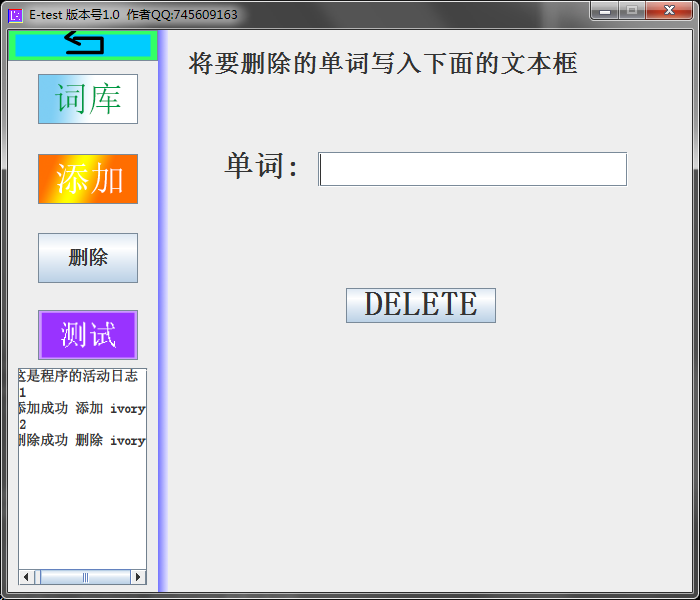 E-test 版本号1.0 作者QQ:745609163
将要删除的单词写入下面的文本框
词库
单词:
添加
删除
DELETE
测试
这是程序的活动日志
1
添加成功 添加 ivory
2
删除成功 删除 ivory